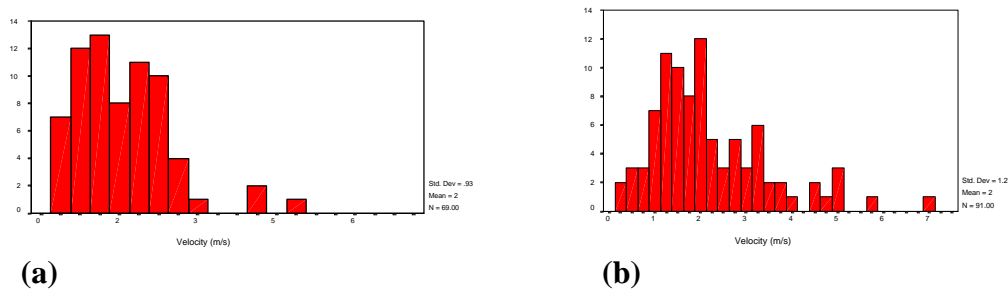 14
12
10
8
6
4
2
0
0 2 3 5 6
Velocity (m/s)
Std. Dev = .93
Mean = 2
N = 69.00
(a)
14
12
10
8
6
4
2
0
0 1 2 3 4 5 6 7
Velocity (m/s)
Std. Dev = 1.2
Mean = 2
N = 91.00
(b)